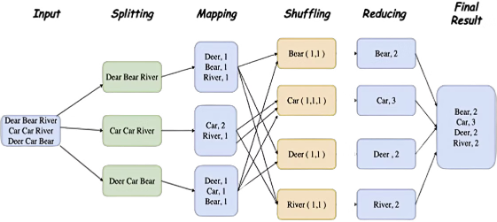 Input
Splitting
Mapping
Shuffling
Reducing
Final
Result
Dear Bear River
Car Car River
Deer Car Bear
Dear Bear River
Car Car River
Deer Car Bear
Deer, 1
Bear, 1
River, 1
Car, 2
River, 1
Deer, 1
Car, 1
Bear, 1
Bear ( 1,1 )
Car ( 1,1,1 )
Deer ( 1,1 )
River ( 1,1 )
Bear, 2
Car, 3
Deer , 2
River, 2
Bear, 2
Car, 3
Deer, 2
River, 2